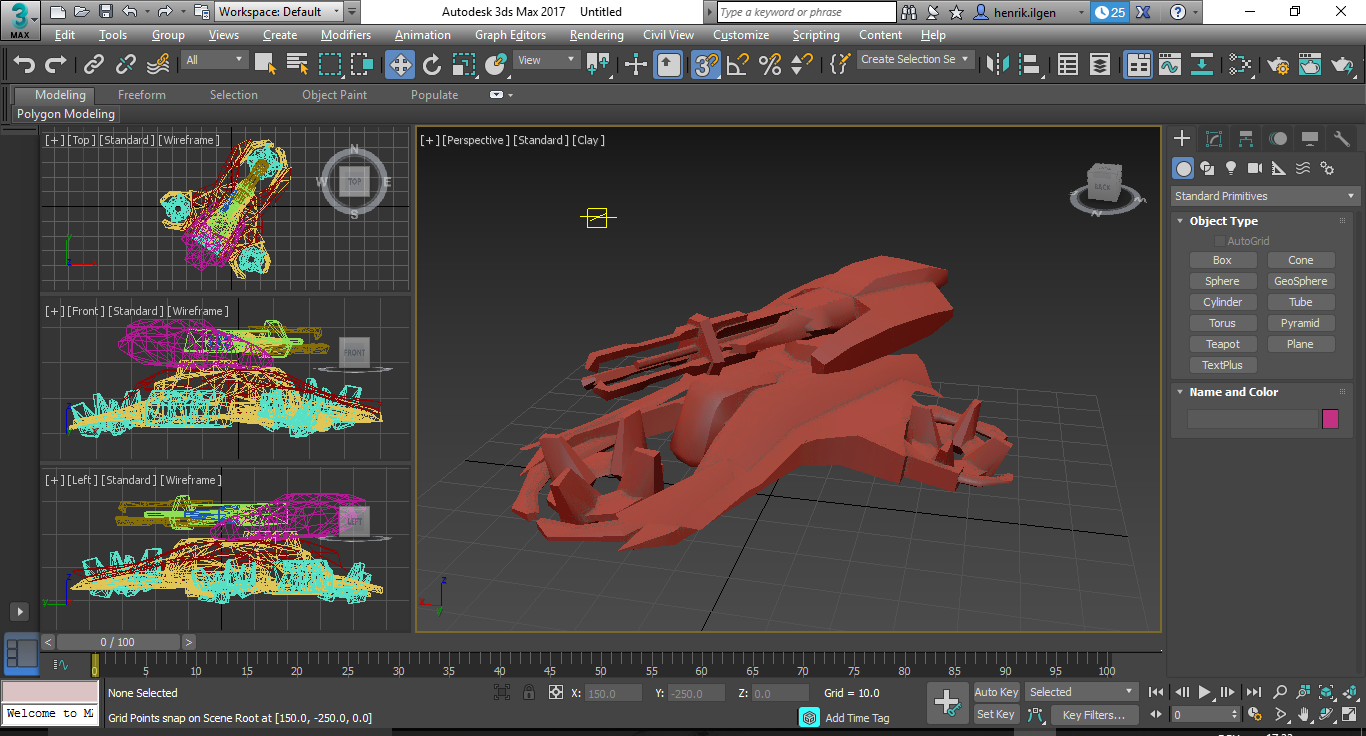 3
MAX
Workspace: Default
Autodesk 3ds Max 2017 Untitled
Type a keyword or phrase
henrik.ilgen
25
Edit Tools Group Views Create Modifiers Animation Graph Editors Rendering Civil View Customize Scripting Content Help
All
View
3
Create Selection Se
Modeling Freeform Selection Object Paint Populate
Polygon Modeling
[+] [Top] [Standard] [Wireframe]
N
W TOP E
S
[+] [Front] [Standard] [Wireframe]
FRONT
[+] [Left] [Standard] [Wireframe]
LEFT
[+] [Perspective] [Standard] [Clay]
BACK
Standard Primitives
Object Type
AutoGrid
Box Cone
Sphere GeoSphere
Cylinder Tube
Torus Pyramid
Teapot Plane
TextPlus
Name and Color
< 0 / 100 >
0 5 10 15 20 25 30 35 40 45 50 55 60 65 70 75 80 85 90 95 100
None Selected
X: 150.0 Y: -250.0 Z: 0.0 Grid = 10.0
Auto Key Selected
Welcome to M
Grid Points snap on Scene Root at [150.0, -250.0, 0.0]
Add Time Tag
Set Key Key Filters...
0